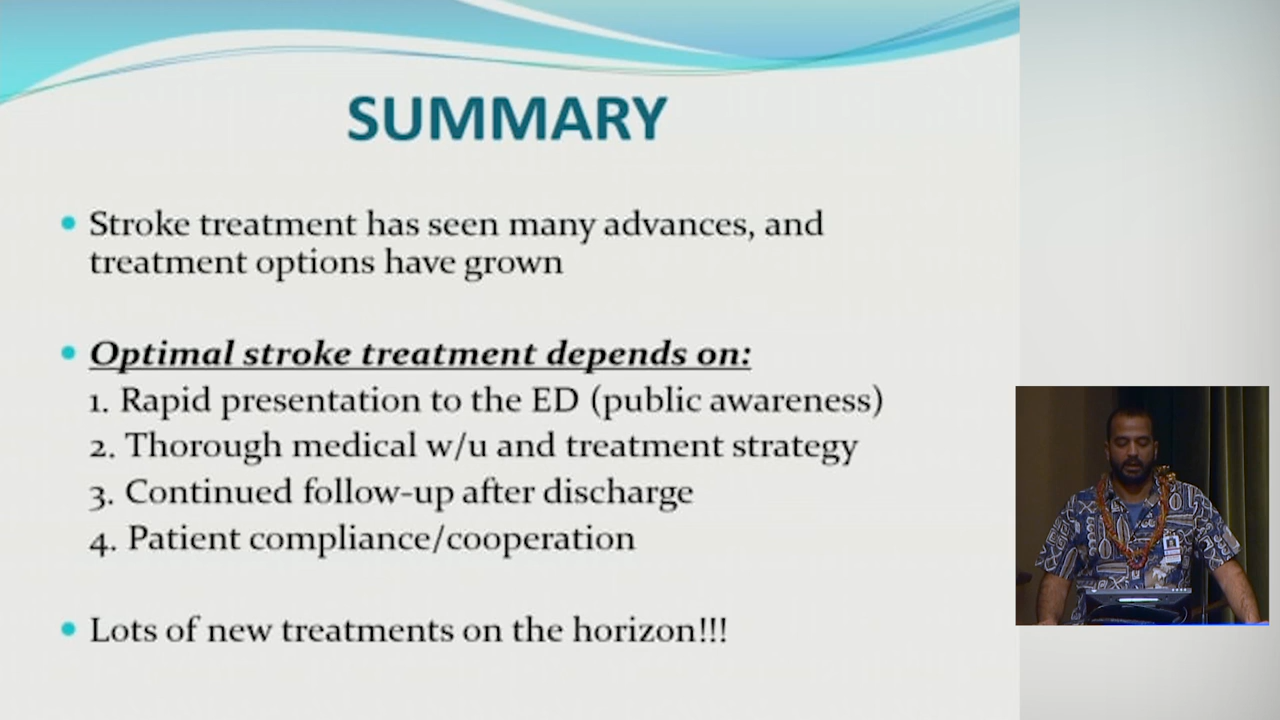 SUMMARY
Stroke treatment has seen many advances, and
treatment options have grown
Optimal stroke treatment depends on:
1. Rapid presentation to the ED (public awareness)
2. Thorough medical w/u and treatment strategy
3. Continued follow-up after discharge
4. Patient compliance/cooperation
Lots of new treatments on the horizon!!!